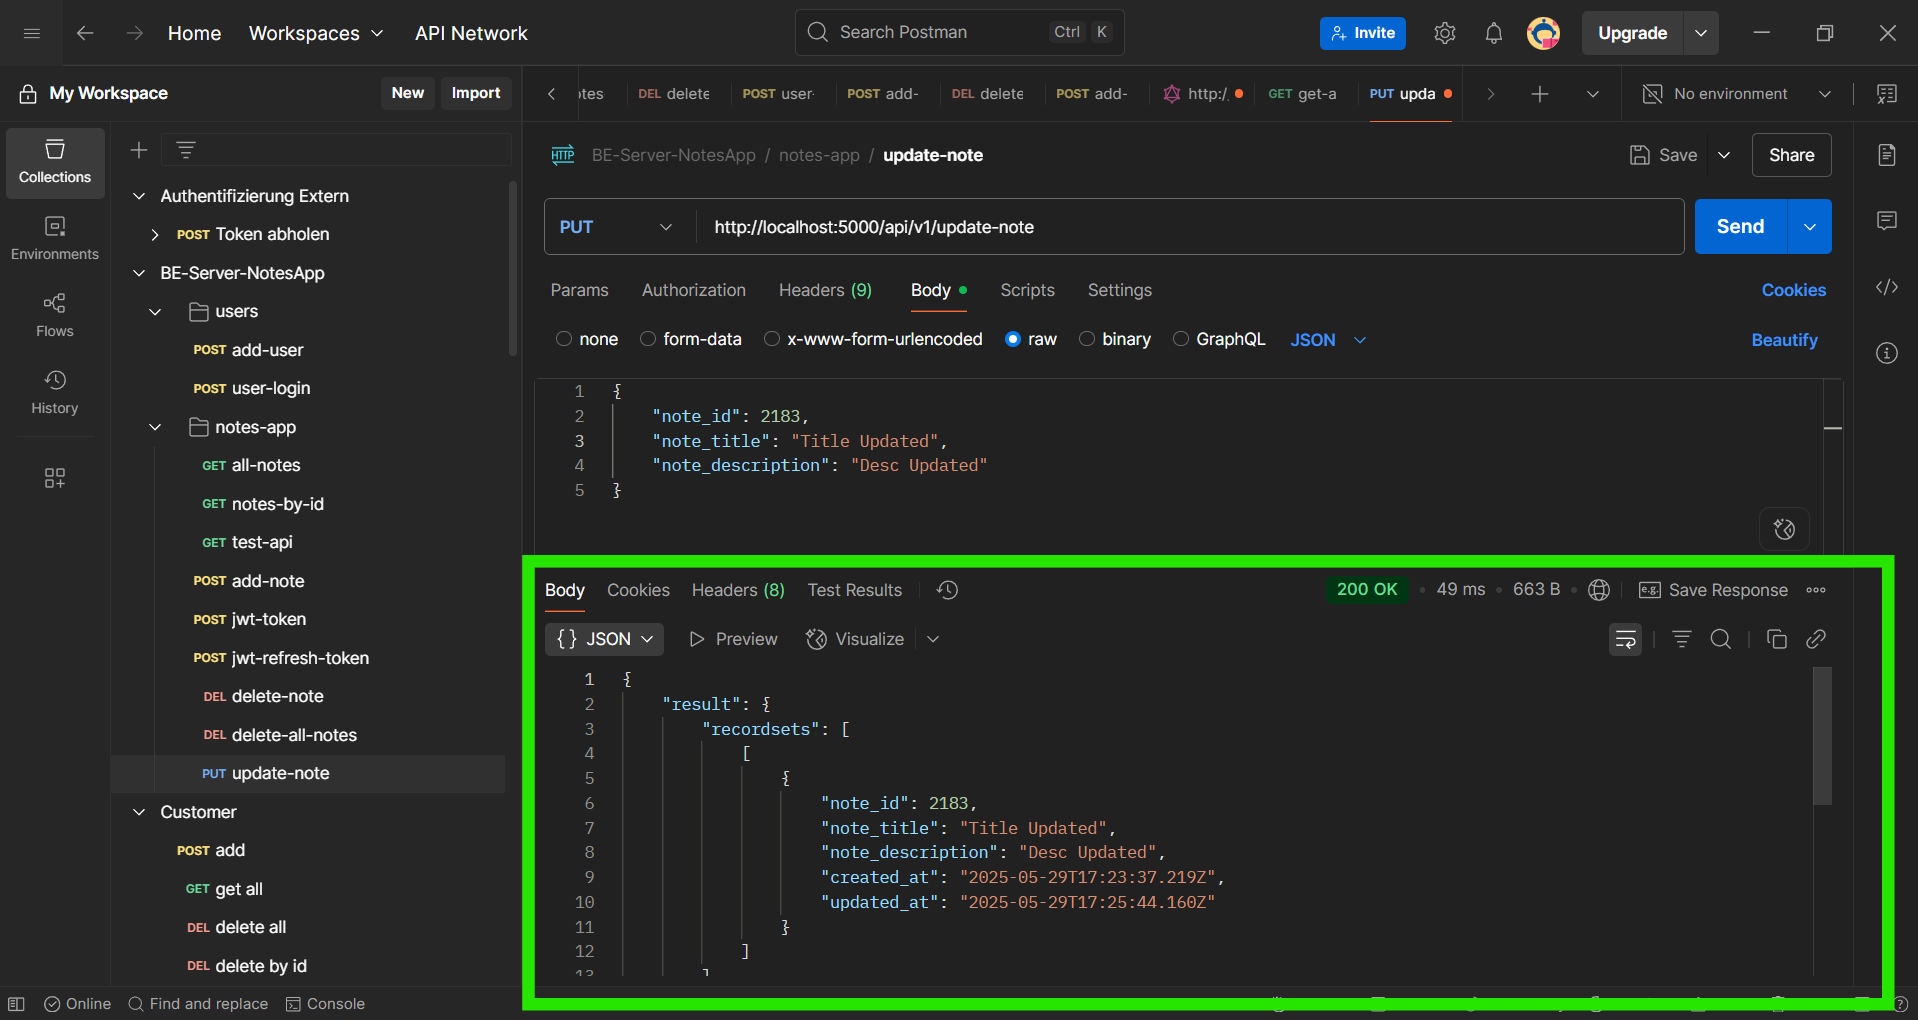 Home Workspaces API Network Search Postman Ctrl K Invite Upgrade
My Workspace New Import otes DEL delete POST user- POST add- DEL delete POST add- http:/, GET get-a PUT upda No environment
Collections
Environments
Flows
History
Authentifizierung Extern
POST Token abholen
BE-Server-NotesApp
users
POST add-user
POST user-login
notes-app
GET all-notes
GET notes-by-id
GET test-api
POST add-note
POST jwt-token
POST jwt-refresh-token
DEL delete-note
DEL delete-all-notes
PUT update-note
Customer
POST add
GET get all
DEL delete all
DEL delete by id
HTTP BE-Server-NotesApp / notes-app / update-note Save Share
PUT http://localhost:5000/api/v1/update-note Send
Params Authorization Headers (9) Body Scripts Settings Cookies
none form-data x-www-form-urlencoded raw binary GraphQL JSON Beautify
1 {
2 "note_id": 2183,
3 "note_title": "Title Updated",
4 "note_description": "Desc Updated"
5 }
Body Cookies Headers (8) Test Results 200 OK • 49 ms • 663 B • e.g. Save Response
{} JSON Preview Visualize
1 {
2 "result": {
3 "recordsets": [
4 [
5 {
6 "note_id": 2183,
7 "note_title": "Title Updated",
8 "note_description": "Desc Updated",
9 "created_at": "2025-05-29T17:23:37.219Z",
10 "updated_at": "2025-05-29T17:25:44.160Z"
11 }
12 ]
13 ]
Online Find and replace Console